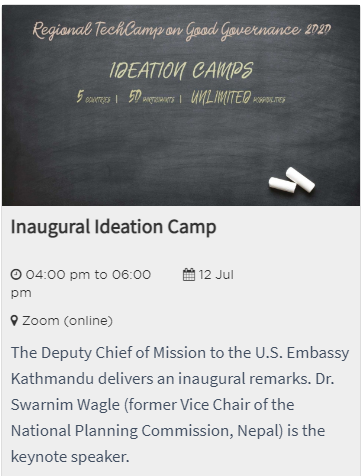 Regional TechCamp on Good Governance 2020
IDEATION CAMPS
5 COUNTRIES | 50 PARTICIPANTS | UNLIMITED POSSIBILITIES
Inaugural Ideation Camp
04:00 pm to 06:00 pm
12 Jul
Zoom (online)
The Deputy Chief of Mission to the U.S. Embassy
Kathmandu delivers an inaugural remarks. Dr.
Swarnim Wagle (former Vice Chair of the
National Planning Commission, Nepal) is the
keynote speaker.